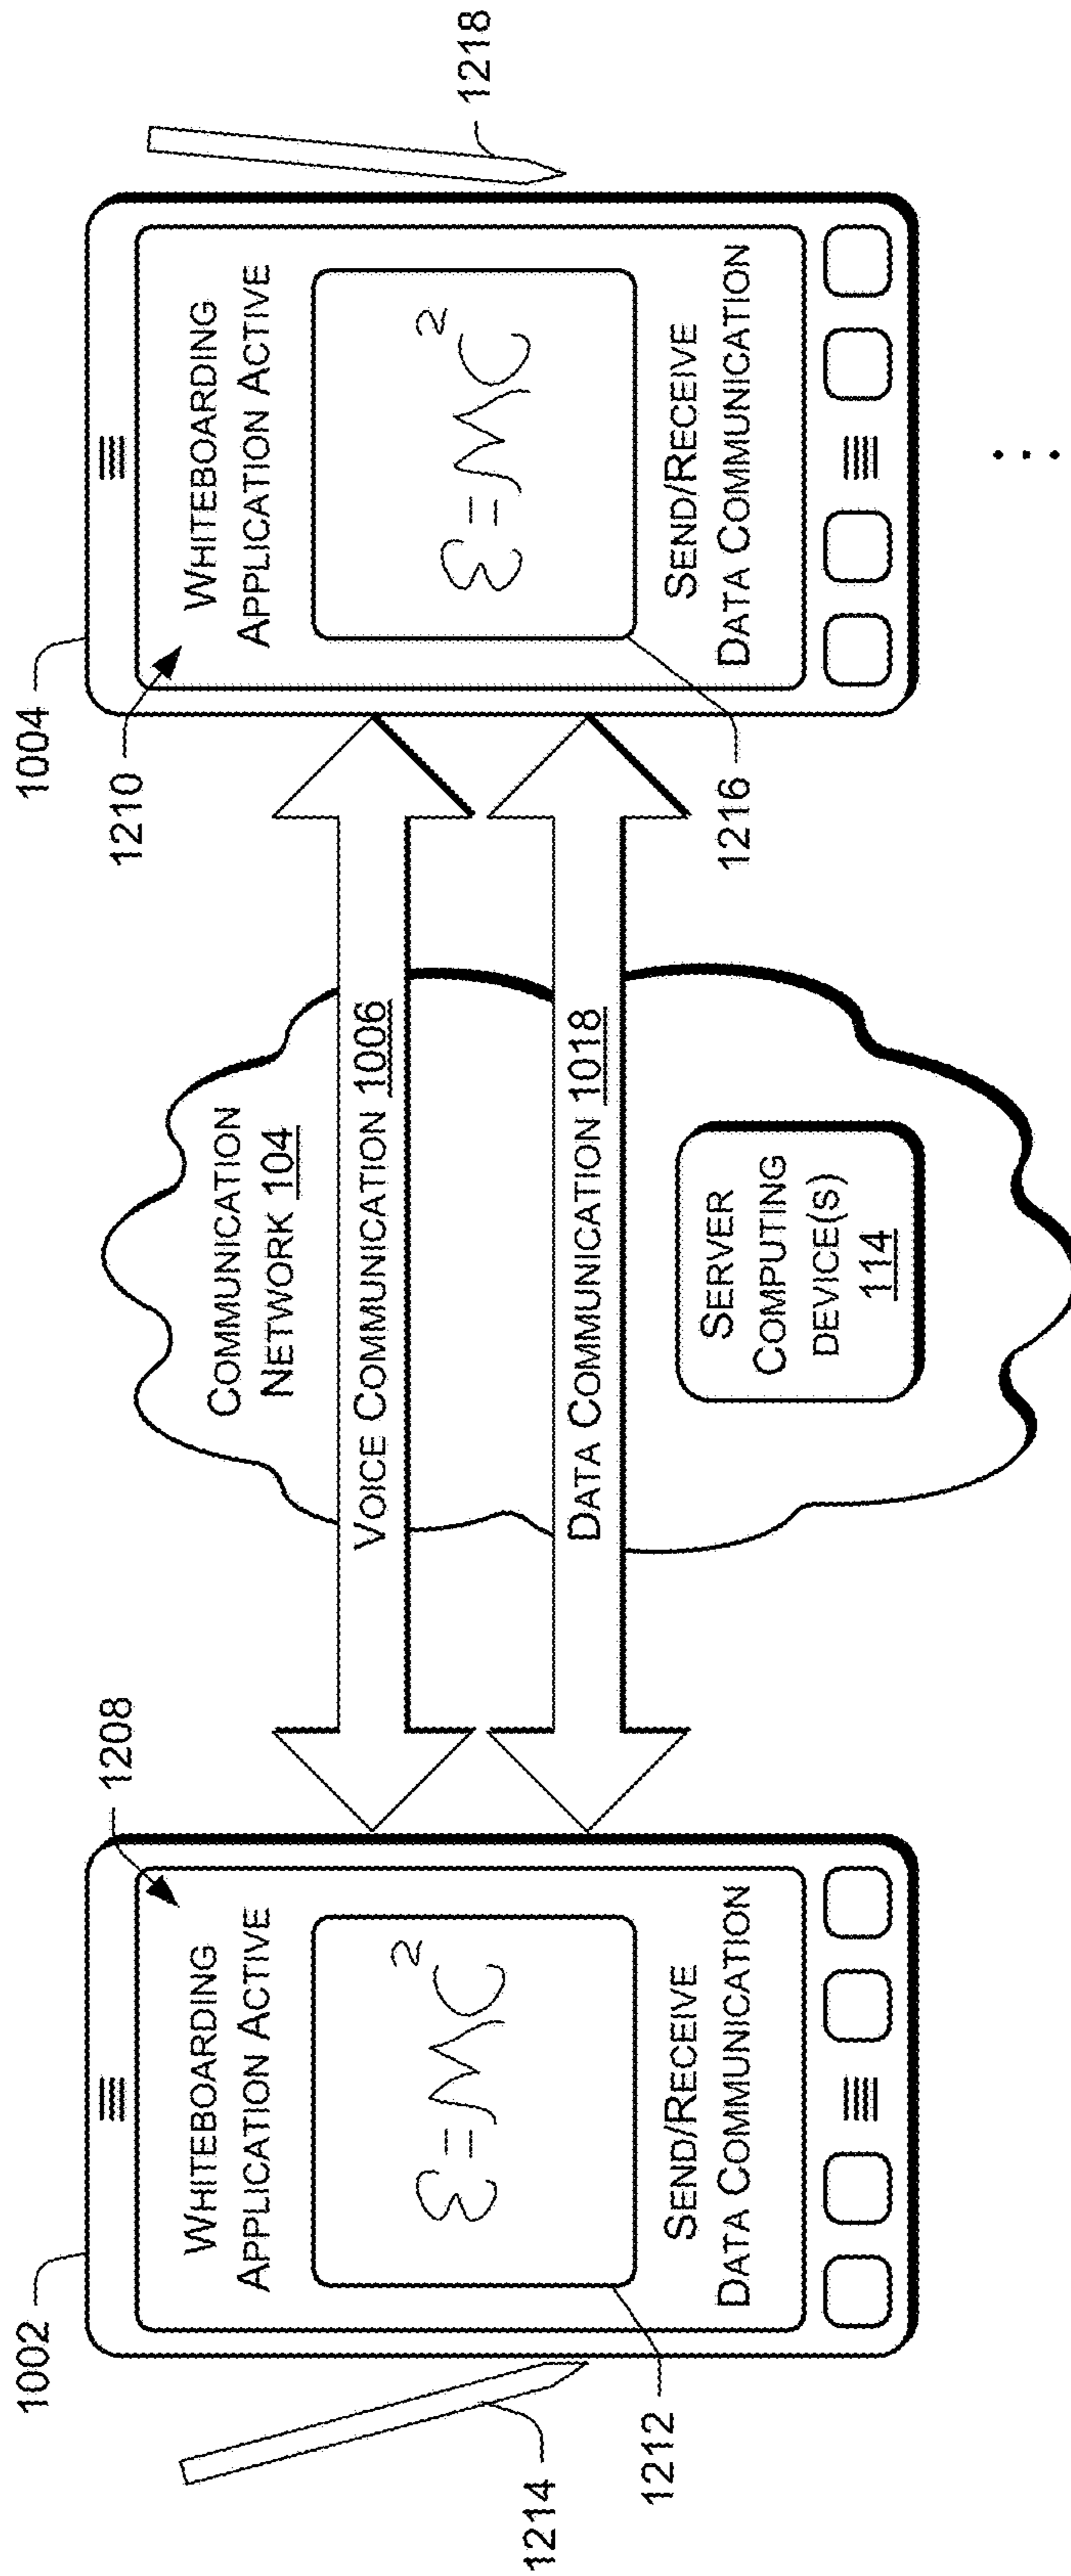 1002
1208
WHITEBOARDING
APPLICATION ACTIVE
ε=MC²
SEND/RECEIVE
DATA COMMUNICATION
1214
1212
COMMUNICATION
NETWORK 104
VOICE COMMUNICATION 1006
DATA COMMUNICATION 1018
SERVER
COMPUTING
DEVICE(S)
114
1004
1210
WHITEBOARDING
APPLICATION ACTIVE
ε=MC²
SEND/RECEIVE
DATA COMMUNICATION
1216
1218